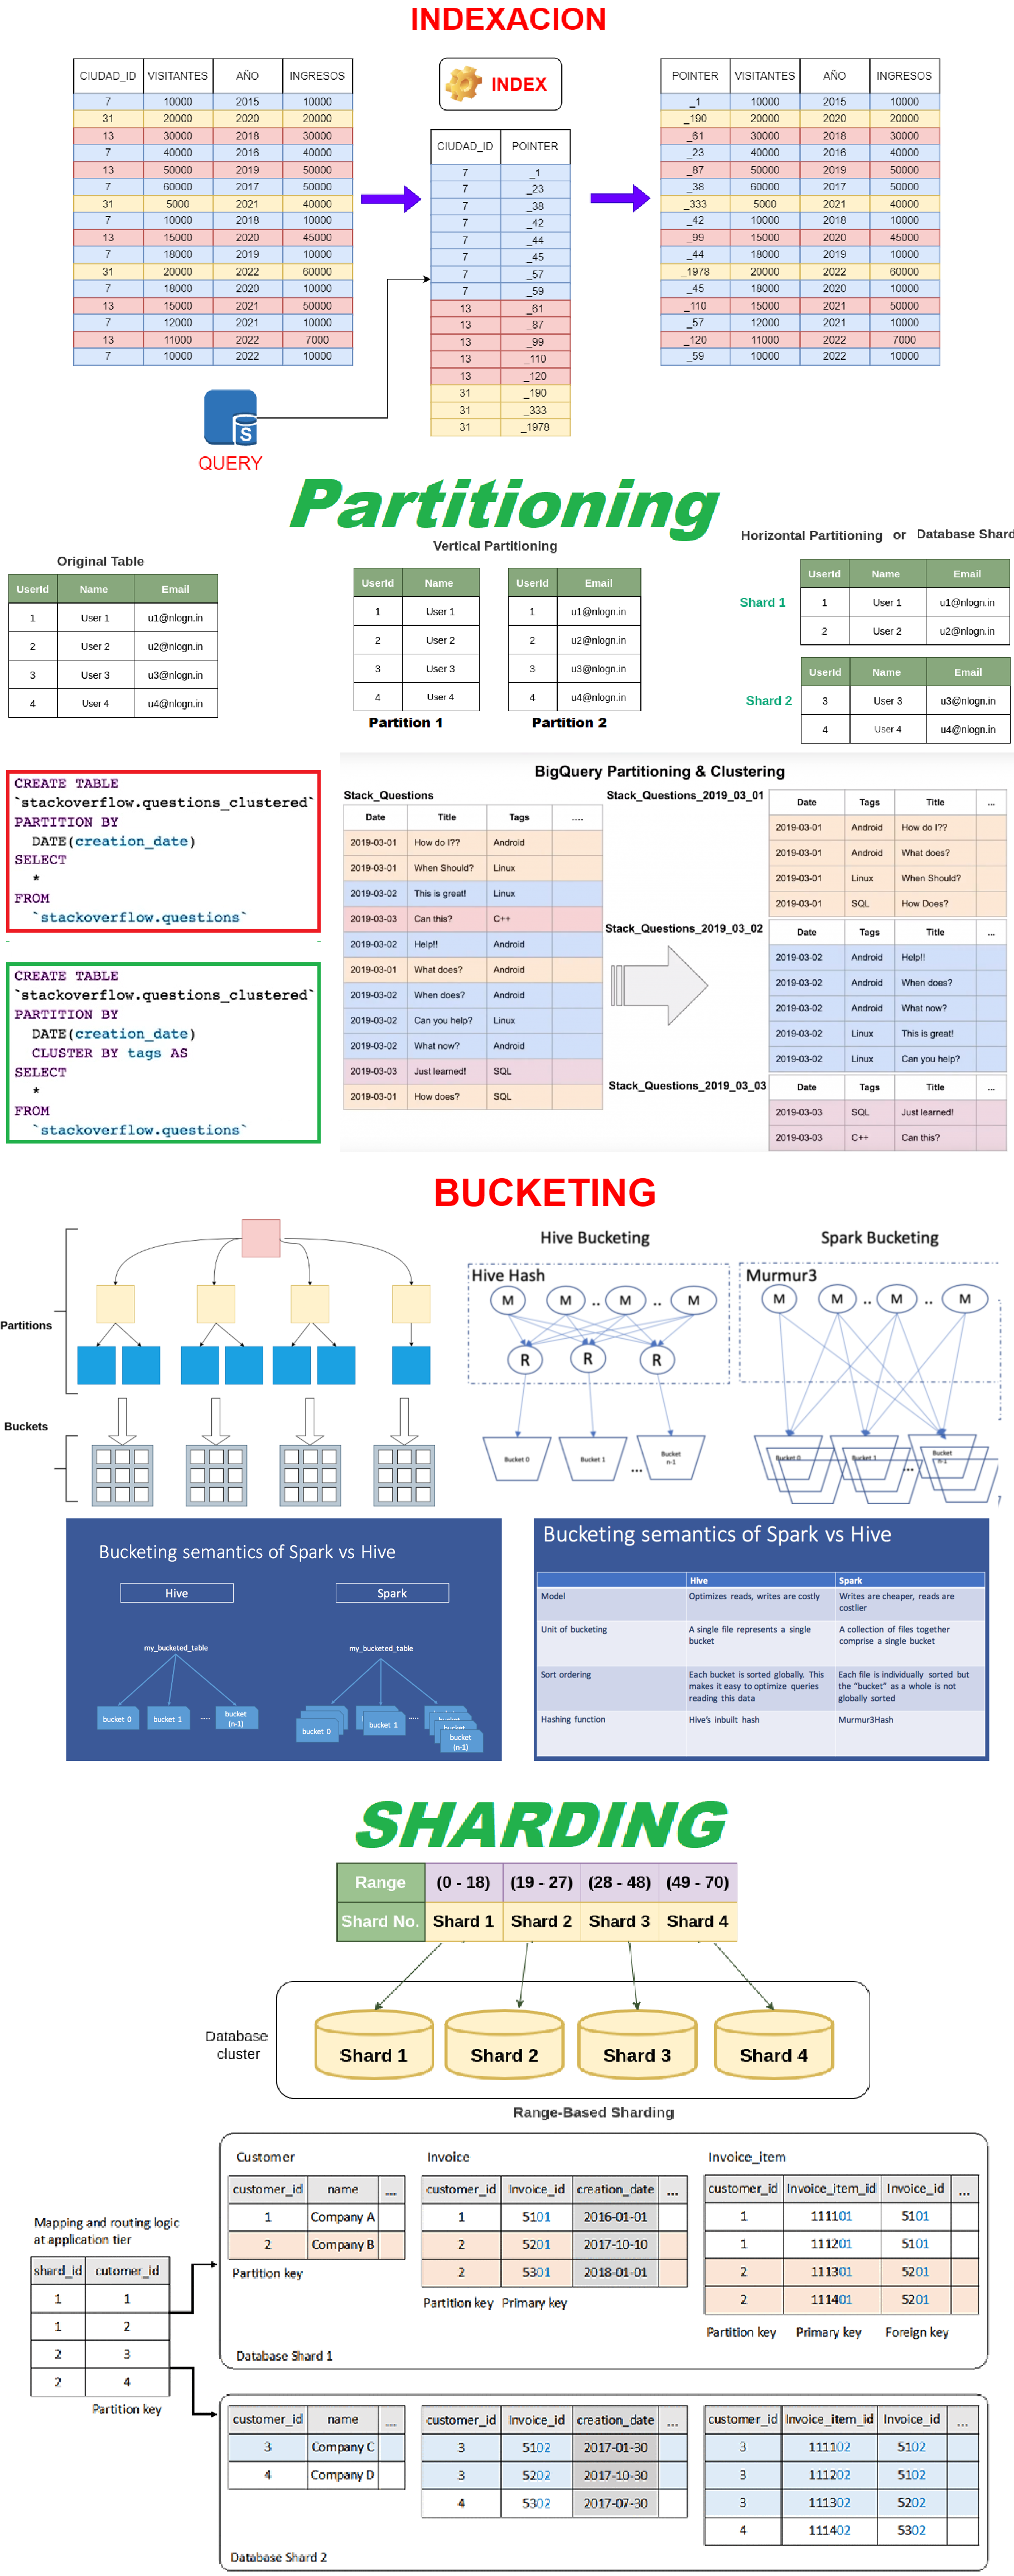 INDEXACION
CIUDAD_ID VISITANTES AÑO INGRESOS
7 10000 2015 10000
31 20000 2020 20000
13 30000 2018 30000
7 40000 2016 40000
13 50000 2019 50000
7 60000 2017 50000
31 5000 2021 40000
7 10000 2018 10000
13 15000 2020 45000
7 18000 2019 10000
31 20000 2022 60000
7 18000 2020 10000
13 15000 2021 50000
7 12000 2021 10000
13 11000 2022 7000
7 10000 2022 10000
INDEX
CIUDAD_ID POINTER
7 _1
7 _23
7 _38
7 _42
7 _44
7 _45
7 _57
7 _59
13 _61
13 _87
13 _99
13 _110
13 _120
31 _190
31 _333
31 _1978
POINTER VISITANTES AÑO INGRESOS
_1 10000 2015 10000
_190 20000 2020 20000
_61 30000 2018 30000
_23 40000 2016 40000
_87 50000 2019 50000
_38 60000 2017 50000
_333 5000 2021 40000
_42 10000 2018 10000
_99 15000 2020 45000
_44 18000 2019 10000
_1978 20000 2022 60000
_45 18000 2020 10000
_110 15000 2021 50000
_57 12000 2021 10000
_120 11000 2022 7000
_59 10000 2022 10000
S
QUERY
Partitioning
Original Table
UserId Name Email
1 User 1 u1@nlogn.in
2 User 2 u2@nlogn.in
3 User 3 u3@nlogn.in
4 User 4 u4@nlogn.in
Vertical Partitioning
UserId Name
1 User 1
2 User 2
3 User 3
4 User 4
Partition 1
UserId Email
1 u1@nlogn.in
2 u2@nlogn.in
3 u3@nlogn.in
4 u4@nlogn.in
Partition 2
Horizontal Partitioning or Database Shard
Shard 1
UserId Name Email
1 User 1 u1@nlogn.in
2 User 2 u2@nlogn.in
Shard 2
UserId Name Email
3 User 3 u3@nlogn.in
4 User 4 u4@nlogn.in
CREATE TABLE
`stackoverflow.questions_clustered`
PARTITION BY
DATE(creation_date)
SELECT
*
FROM
`stackoverflow.questions`
CREATE TABLE
`stackoverflow.questions_clustered`
PARTITION BY
DATE(creation_date)
CLUSTER BY tags AS
SELECT
*
FROM
`stackoverflow.questions`
BigQuery Partitioning & Clustering
Stack_Questions
Date Title Tags ....
2019-03-01 How do I?? Android
2019-03-01 When Should? Linux
2019-03-02 This is great! Linux
2019-03-03 Can this? C++
2019-03-02 Help!! Android
2019-03-01 What does? Android
2019-03-02 When does? Android
2019-03-02 Can you help? Linux
2019-03-02 What now? Android
2019-03-03 Just learned! SQL
2019-03-01 How does? SQL
Stack_Questions_2019_03_01
Date Tags Title ...
2019-03-01 Android How do I??
2019-03-01 Android What does?
2019-03-01 Linux When Should?
2019-03-01 SQL How Does?
Stack_Questions_2019_03_02
Date Tags Title ...
2019-03-02 Android Help!!
2019-03-02 Android When does?
2019-03-02 Android What now?
2019-03-02 Linux This is great!
2019-03-02 Linux Can you help?
Stack_Questions_2019_03_03
Date Tags Title ...
2019-03-03 SQL Just learned!
2019-03-03 C++ Can this?
BUCKETING
Partitions
Buckets
Hive Bucketing
Hive Hash
M M .. M .. M
R R R
Bucket 0 Bucket 1 ... Bucket n-1
Spark Bucketing
Murmur3
M M .. M .. M
Bucket 0 Bucket 1 ... Bucket n-1
Bucketing semantics of Spark vs Hive
Hive
my_bucketed_table
bucket 0 bucket 1 ..... bucket (n-1)
Spark
my_bucketed_table
bucket 0 bucket 1 ..... bucket bucket bucket (n-1)
Bucketing semantics of Spark vs Hive
Hive Spark
Model Optimizes reads, writes are costly Writes are cheaper, reads are costlier
Unit of bucketing A single file represents a single bucket A collection of files together comprise a single bucket
Sort ordering Each bucket is sorted globally. This makes it easy to optimize queries reading this data Each file is individually sorted but the "bucket" as a whole is not globally sorted
Hashing function Hive's inbuilt hash Murmur3Hash
SHARDING
Range (0 - 18) (19 - 27) (28 - 48) (49 - 70)
Shard No. Shard 1 Shard 2 Shard 3 Shard 4
Database
cluster
Shard 1 Shard 2 Shard 3 Shard 4
Range-Based Sharding
Mapping and routing logic
at application tier
shard_id cutomer_id
1 1
1 2
2 3
2 4
Partition key
Customer
customer_id name ...
1 Company A
2 Company B
Partition key
Invoice
customer_id Invoice_id creation_date ...
1 5101 2016-01-01
2 5201 2017-10-10
2 5301 2018-01-01
Partition key Primary key
Invoice_item
customer_id Invoice_item_id Invoice_id ...
1 111101 5101
1 111201 5101
2 111301 5201
2 111401 5201
Partition key Primary key Foreign key
Database Shard 1
customer_id name ...
3 Company C
4 Company D
customer_id Invoice_id creation_date ...
3 5102 2017-01-30
3 5202 2017-10-30
4 5302 2017-07-30
customer_id Invoice_item_id Invoice_id ...
3 111102 5102
3 111202 5102
3 111302 5202
4 111402 5302
Database Shard 2